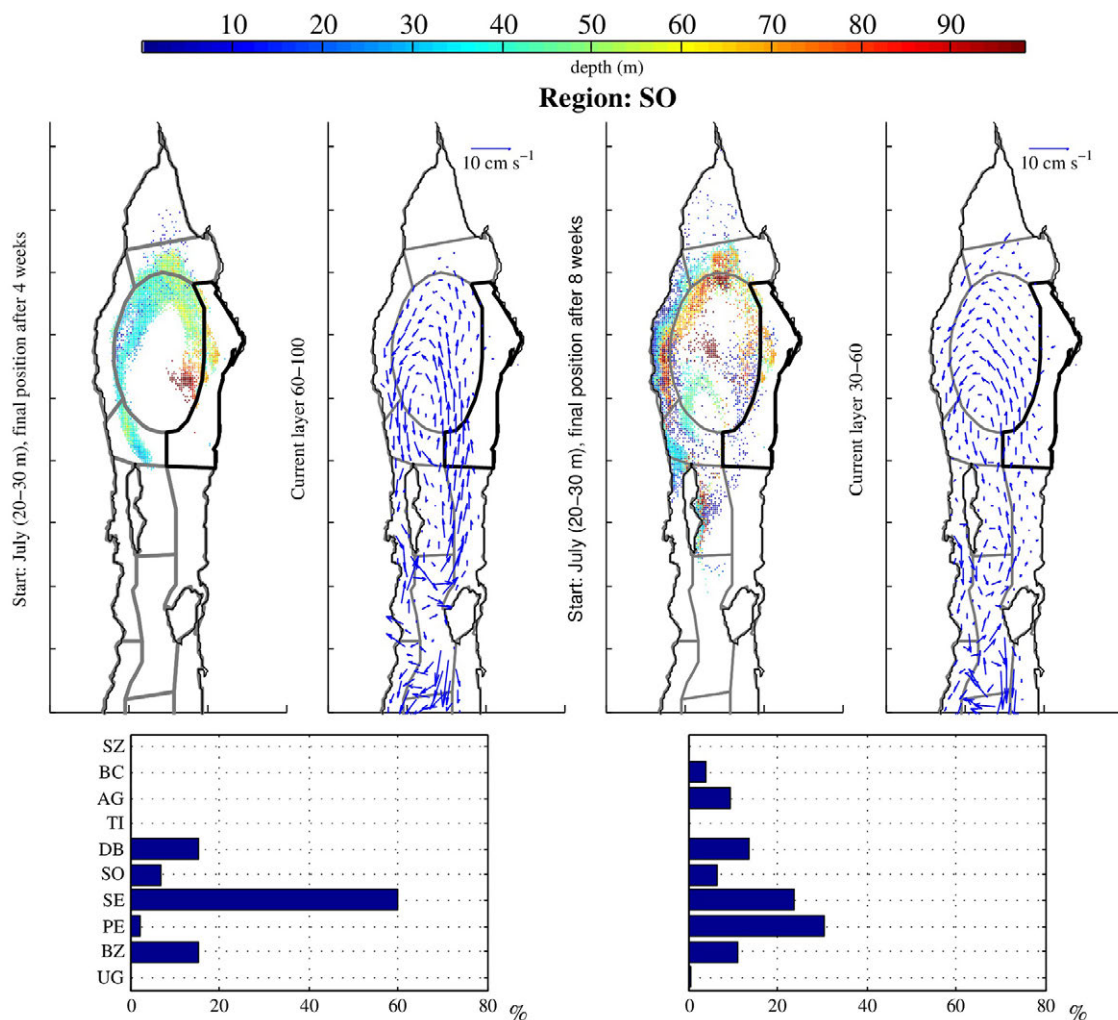 10 20 30 40 50 60 70 80 90
depth (m)
Region: SO
Start: July (20−30 m), final position after 4 weeks
Current layer 60−100
10 cm s−1
Start: July (20−30 m), final position after 8 weeks
Current layer 30−60
10 cm s−1
SZ
BC
AG
TI
DB
SO
SE
PE
BZ
UG
0 20 40 60 80 %
0 20 40 60 80 %